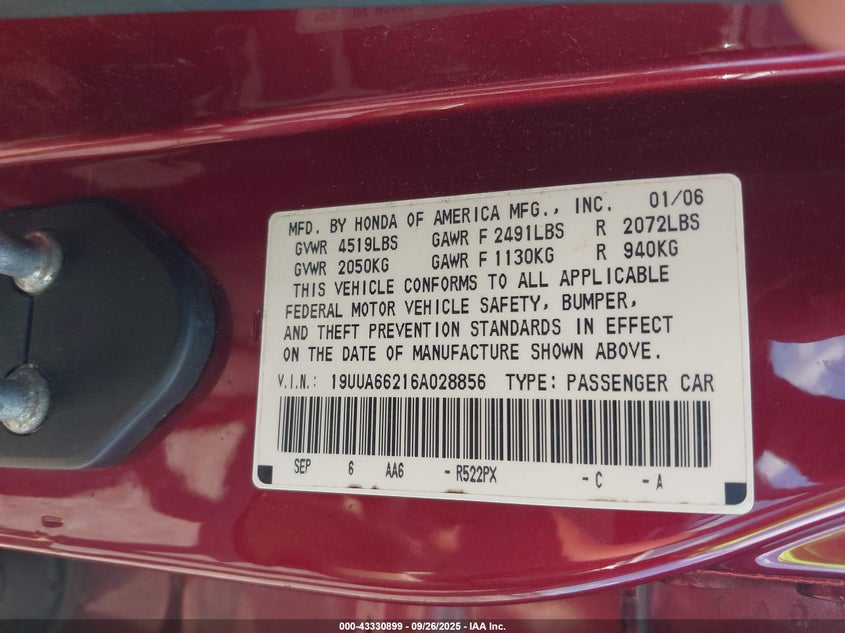 MFD. BY HONDA OF AMERICA MFG., INC. 01/06
GVWR 4519LBS GAWR F 2491LBS R 2072LBS
GVWR 2050KG GAWR F 1130KG R 940KG
THIS VEHICLE CONFORMS TO ALL APPLICABLE
FEDERAL MOTOR VEHICLE SAFETY, BUMPER,
AND THEFT PREVENTION STANDARDS IN EFFECT
ON THE DATE OF MANUFACTURE SHOWN ABOVE.
V.I.N.: 19UUA66216A028856 TYPE: PASSENGER CAR
SEP 6 AA6 - R522PX - C - A
000-43330899 - 09/26/2025 - IAA Inc.